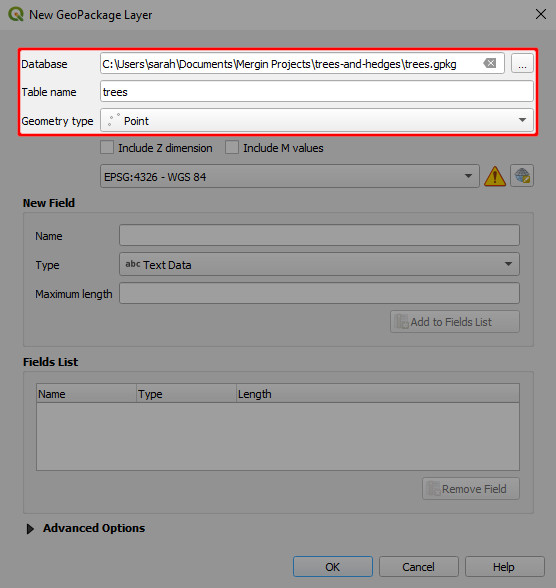 New GeoPackage Layer
Database C:\Users\sarah\Documents\Mergin Projects\trees-and-hedges\trees.gpkg ...
Table name trees
Geometry type Point
Include Z dimension Include M values
EPSG:4326 - WGS 84
New Field
Name
Type abc Text Data
Maximum length
Add to Fields List
Fields List
Name Type Length
Remove Field
Advanced Options
OK Cancel Help